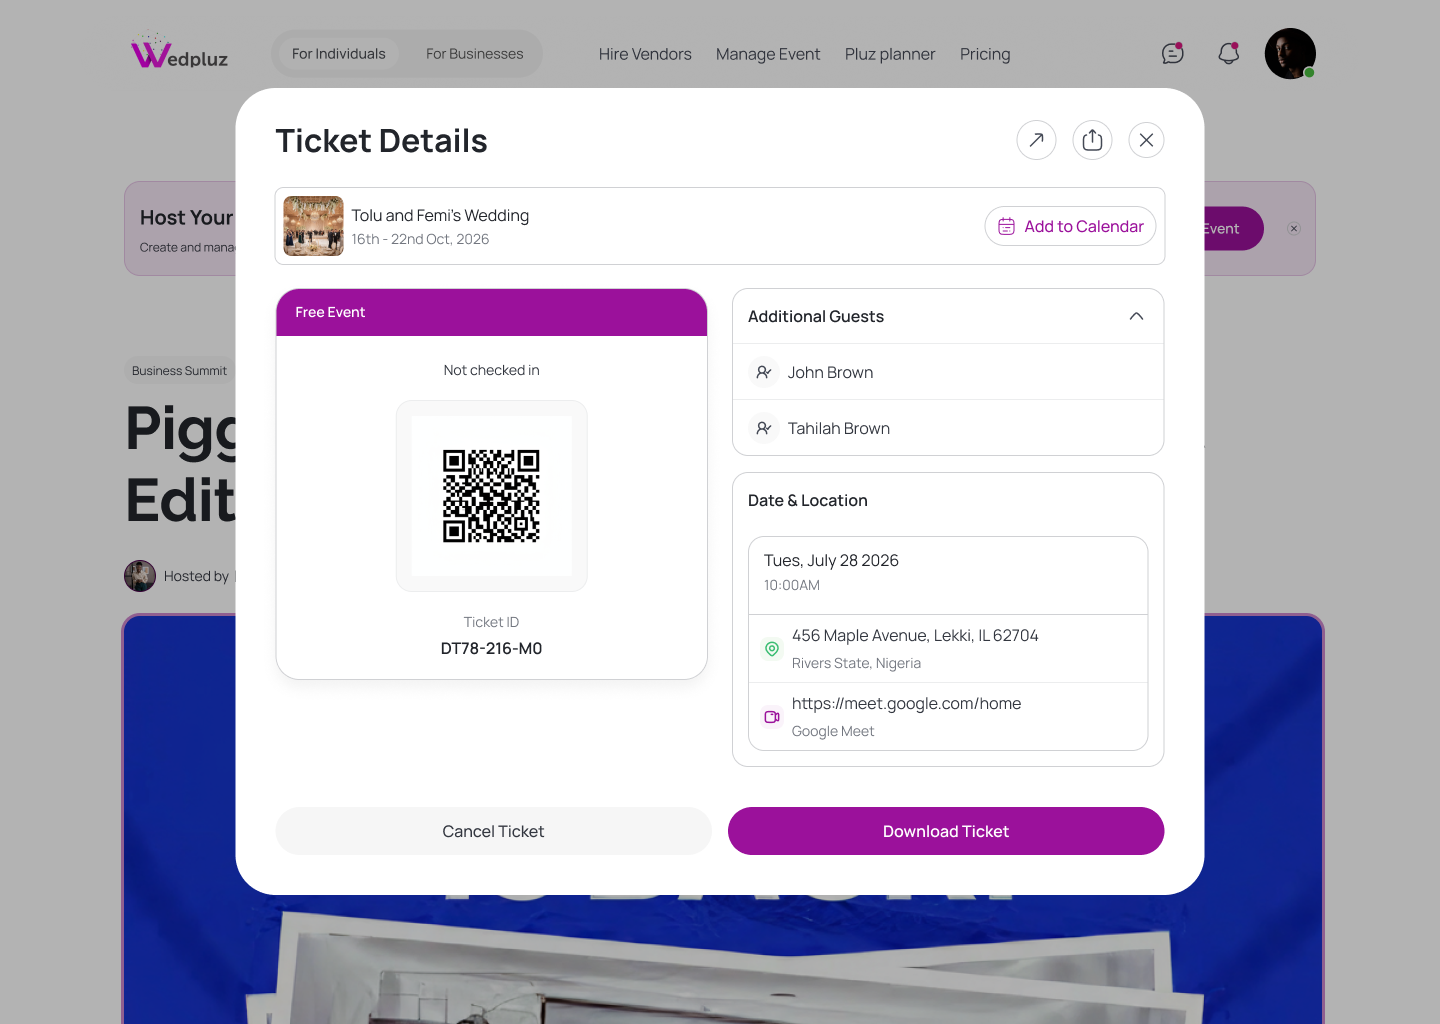 Wedpluz
For Individuals
For Businesses
Hire Vendors
Manage Event
Pluz planner
Pricing
Host Your
Create and
Event
Business Summit
Hosted by
Ticket Details
Tolu and Femi's Wedding
16th - 22nd Oct, 2026
Add to Calendar
Free Event
Not checked in
Ticket ID
DT78-216-M0
Additional Guests
John Brown
Tahilah Brown
Date & Location
Tues, July 28 2026
10:00AM
456 Maple Avenue, Lekki, IL 62704
Rivers State, Nigeria
https://meet.google.com/home
Google Meet
Cancel Ticket
Download Ticket